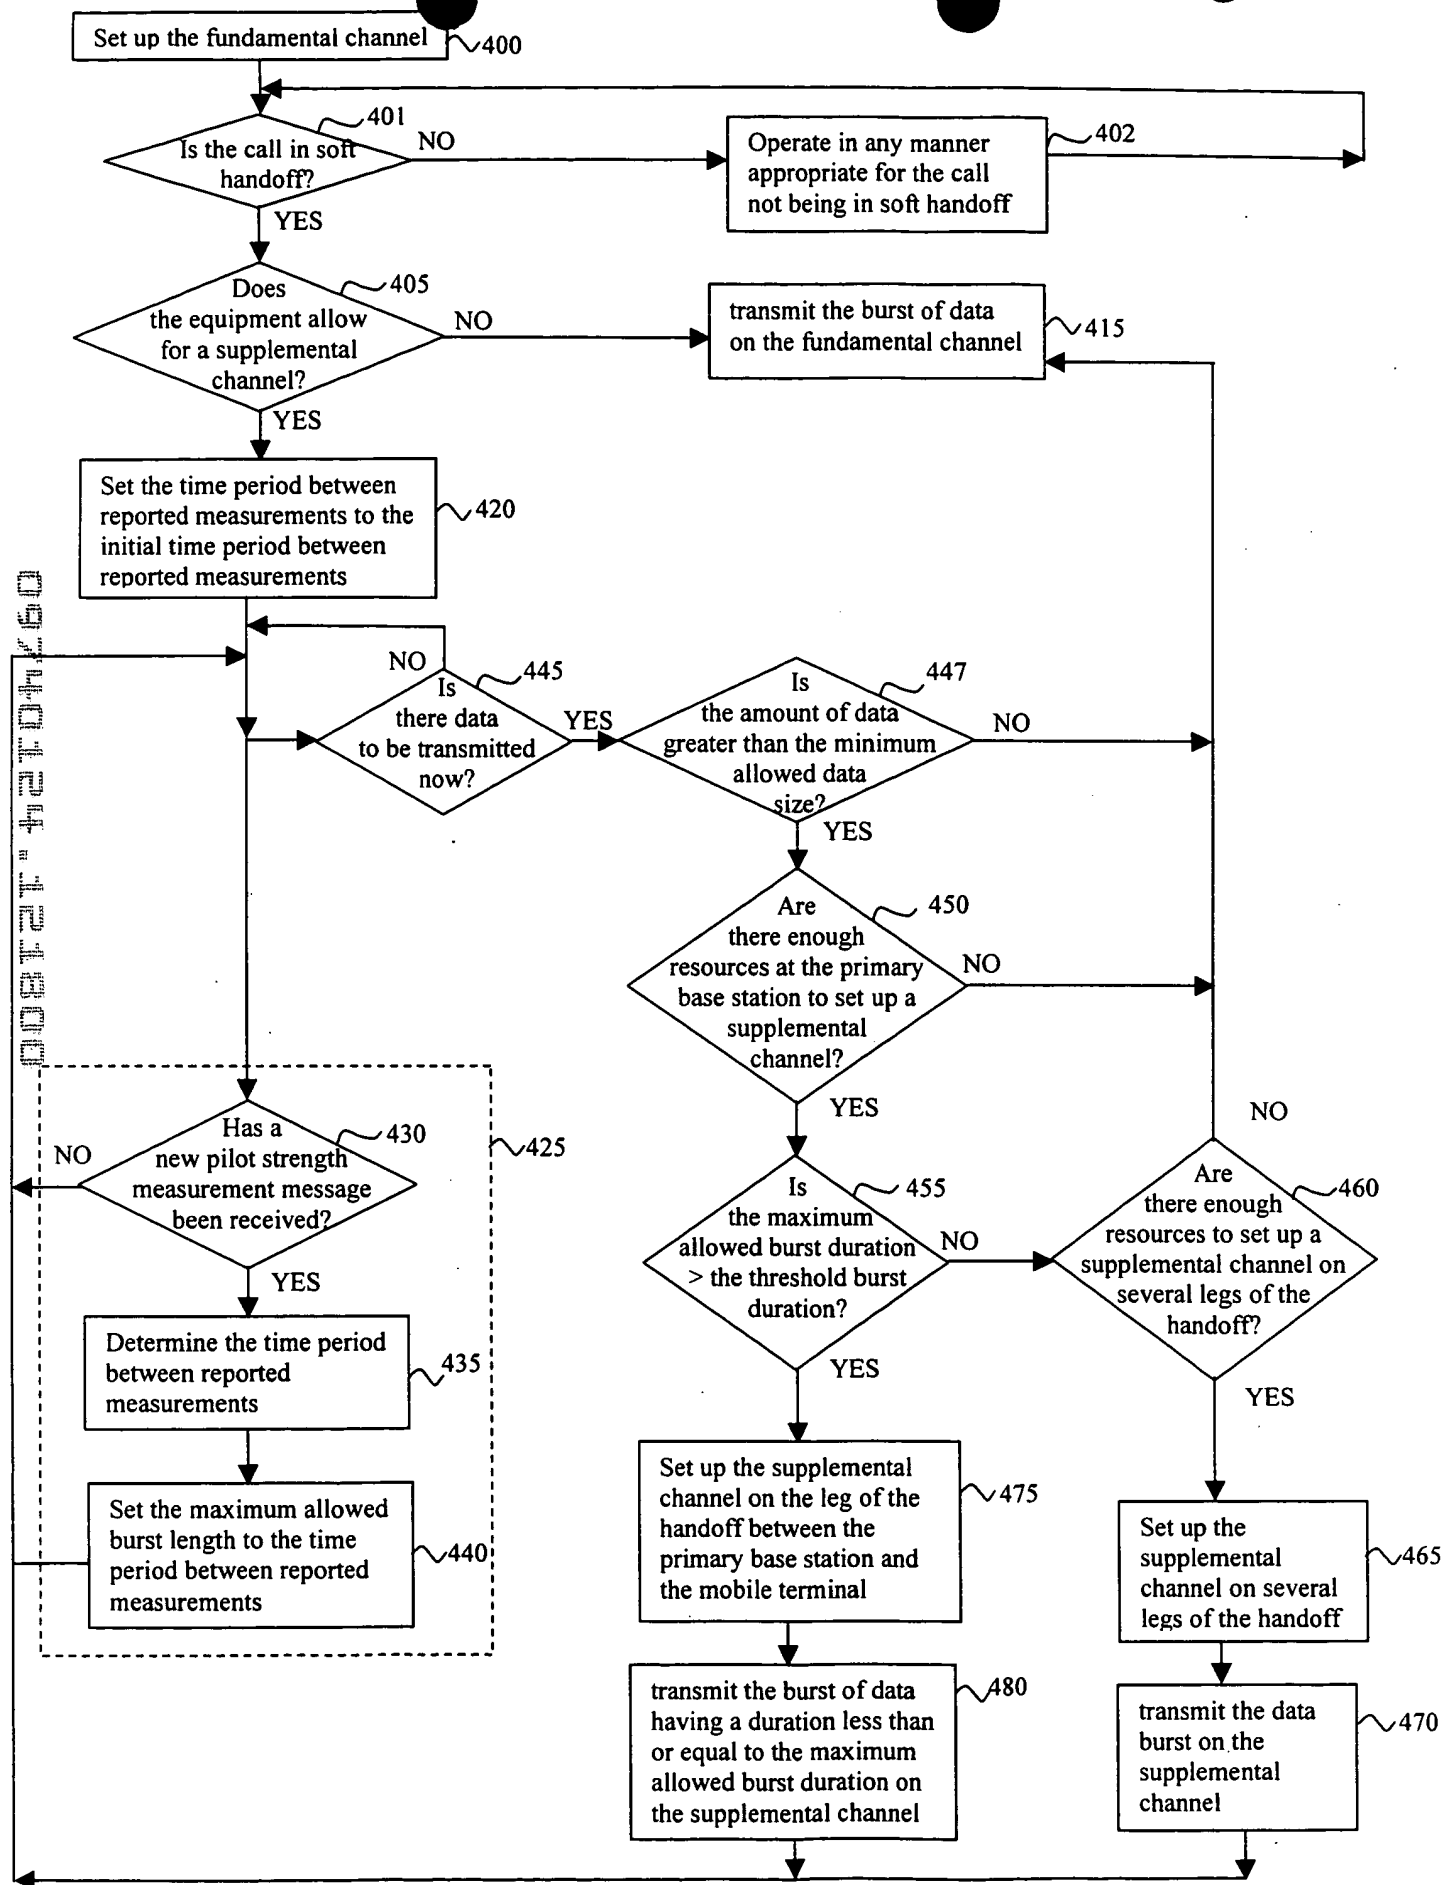 Set up the fundamental channel
400
401
Is the call in soft
handoff?
NO
YES
Operate in any manner
appropriate for the call
not being in soft handoff
402
Does
the equipment allow
for a supplemental
channel?
405
NO
YES
transmit the burst of data
on the fundamental channel
415
Set the time period between
reported measurements to the
initial time period between
reported measurements
420
NO
Is
there data
to be transmitted
now?
445
YES
Is
the amount of data
greater than the minimum
allowed data
size?
447
NO
YES
Are
there enough
resources at the primary
base station to set up a
supplemental
channel?
450
NO
YES
Has a
new pilot strength
measurement message
been received?
430
425
NO
YES
Is
the maximum
allowed burst duration
> the threshold burst
duration?
455
NO
YES
NO
Are
there enough
resources to set up a
supplemental channel on
several legs of the
handoff?
460
YES
Determine the time period
between reported
measurements
435
Set the maximum allowed
burst length to the time
period between reported
measurements
440
Set up the supplemental
channel on the leg of the
handoff between the
primary base station and
the mobile terminal
475
Set up the
supplemental
channel on several
legs of the handoff
465
transmit the burst of data
having a duration less than
or equal to the maximum
allowed burst duration on
the supplemental channel
480
transmit the data
burst on the
supplemental
channel
470
09740124.121800